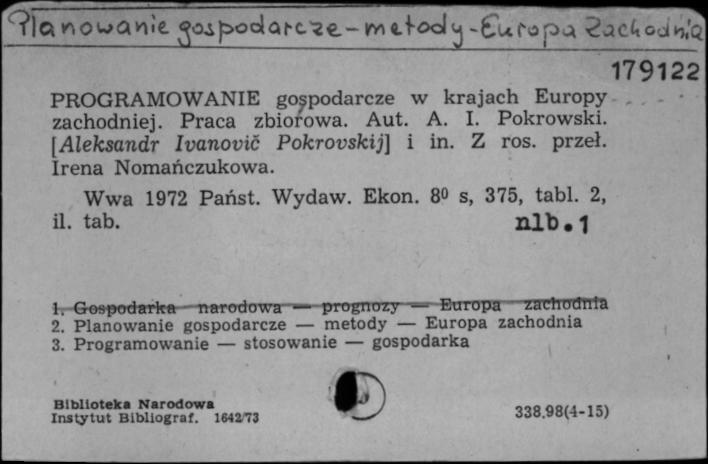 Planowanie gospodarcze – metody – Europa Zachodnia
179122
PROGRAMOWANIE gospodarcze w krajach Europy
zachodniej. Praca zbiorowa. Aut. A. I. Pokrowski.
[Aleksandr Ivanovič Pokrovskij] i in. Z ros. przeł.
Irena Nomańczukowa.
Wwa 1972 Państ. Wydaw. Ekon. 8⁰ s, 375, tabl. 2,
il. tab.
nlb. 1
1. Gospodarka narodowa — prognozy — Europa zachodnia
2. Planowanie gospodarcze — metody — Europa zachodnia
3. Programowanie — stosowanie — gospodarka
Biblioteka Narodowa
Instytut Bibliograf. 1642/73
338.98(4-15)